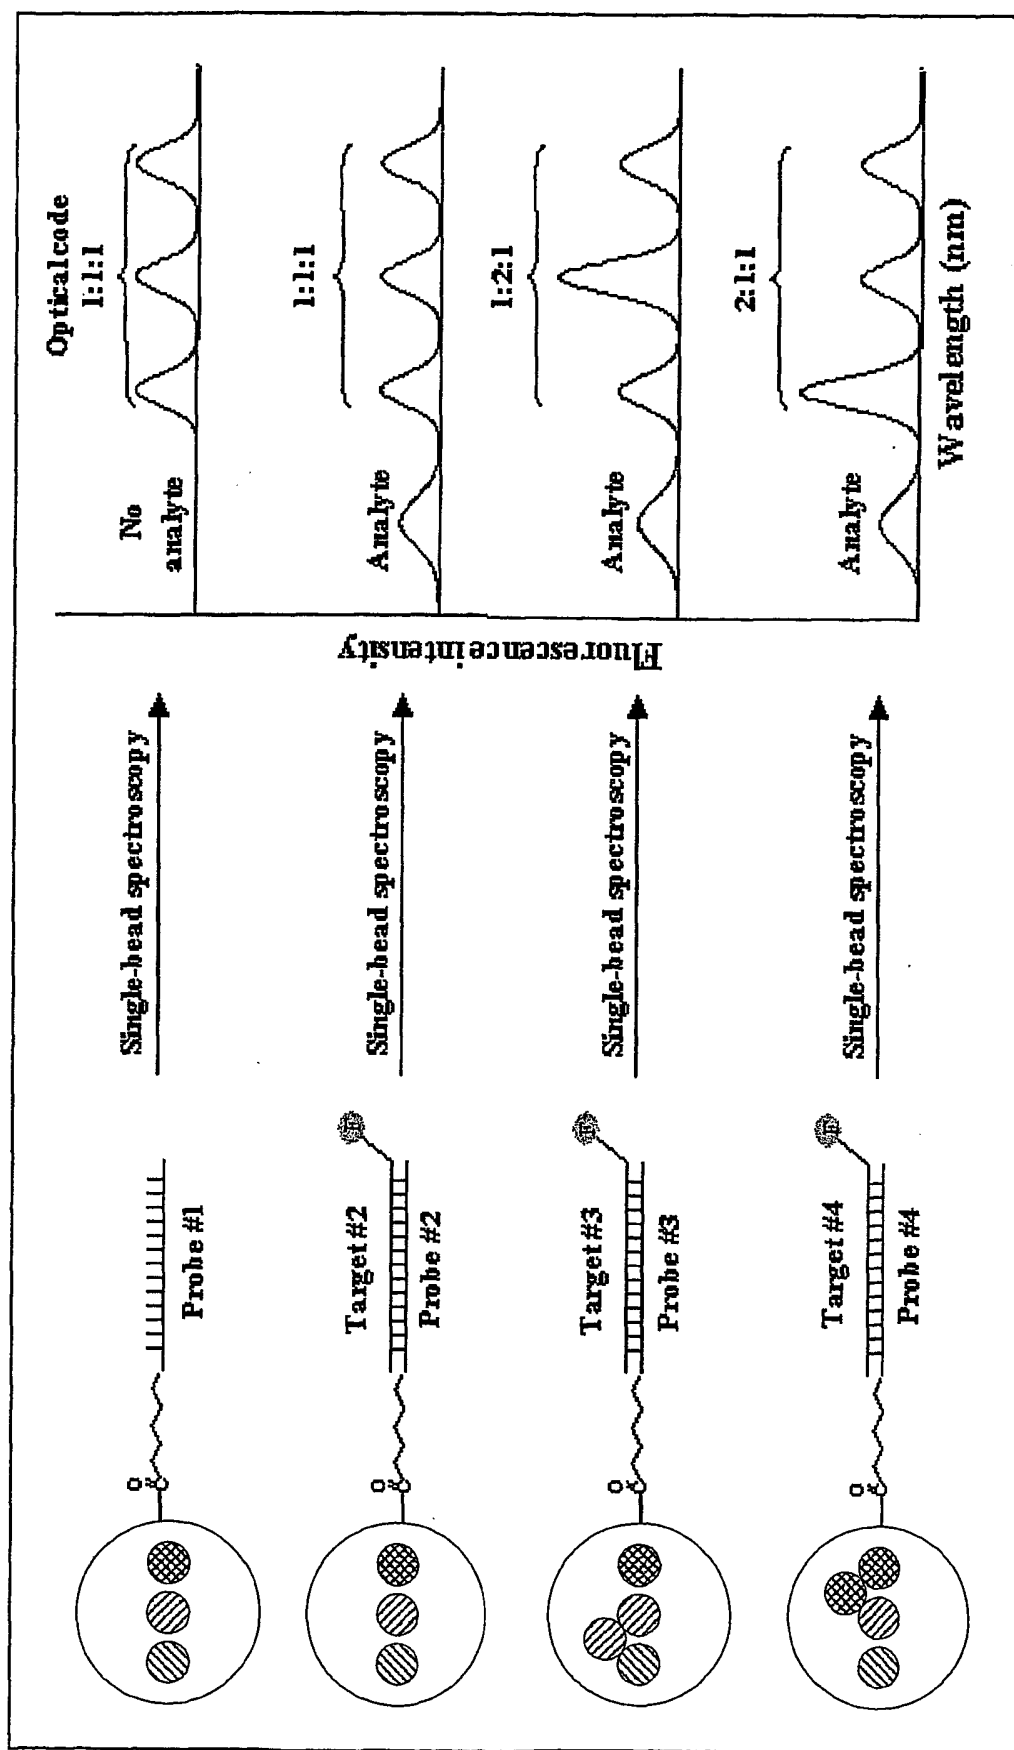 Optical code
1:1:1
No
analyte
Single-bead spectroscopy
O
C
Probe #1
1:1:1
Analyte
Single-bead spectroscopy
Target #2
F
O
C
Probe #2
1:2:1
Analyte
Single-bead spectroscopy
Target #3
F
O
C
Probe #3
2:1:1
Analyte
Single-bead spectroscopy
Target #4
F
O
C
Probe #4
Fluorescence intensity
Wavelength (nm)